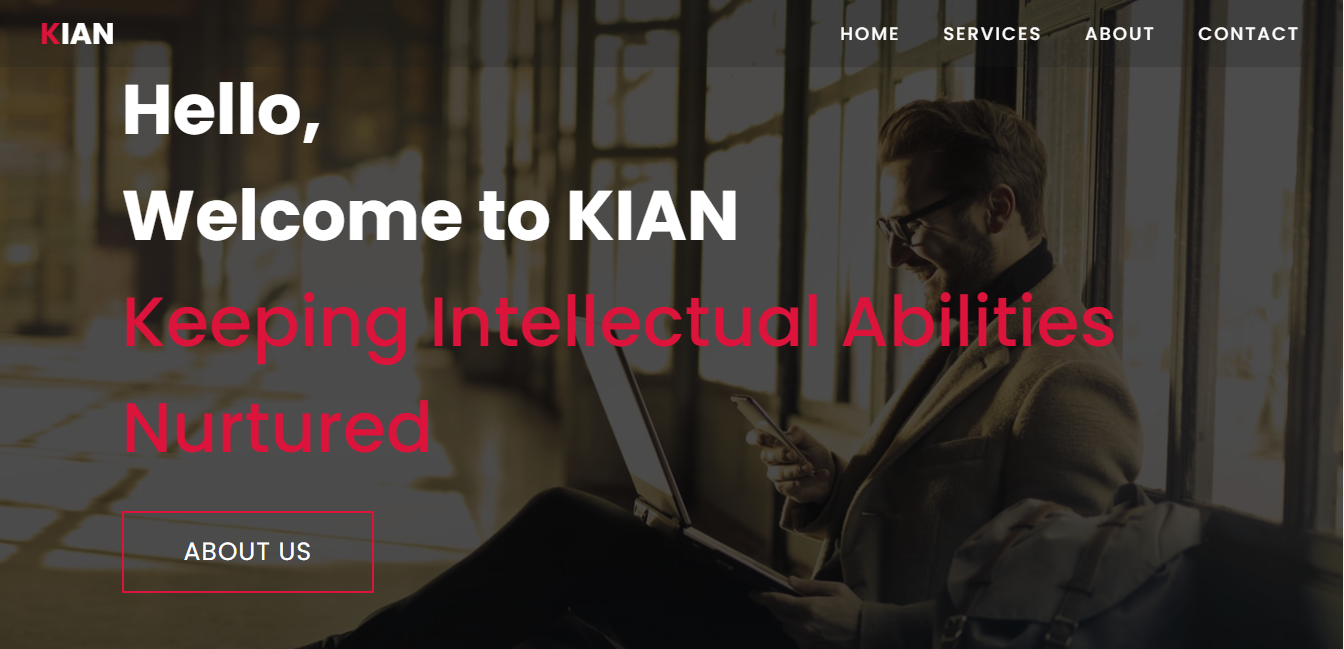 KIAN
HOME SERVICES ABOUT CONTACT
Hello,
Welcome to KIAN
Keeping Intellectual Abilities
Nurtured
ABOUT US